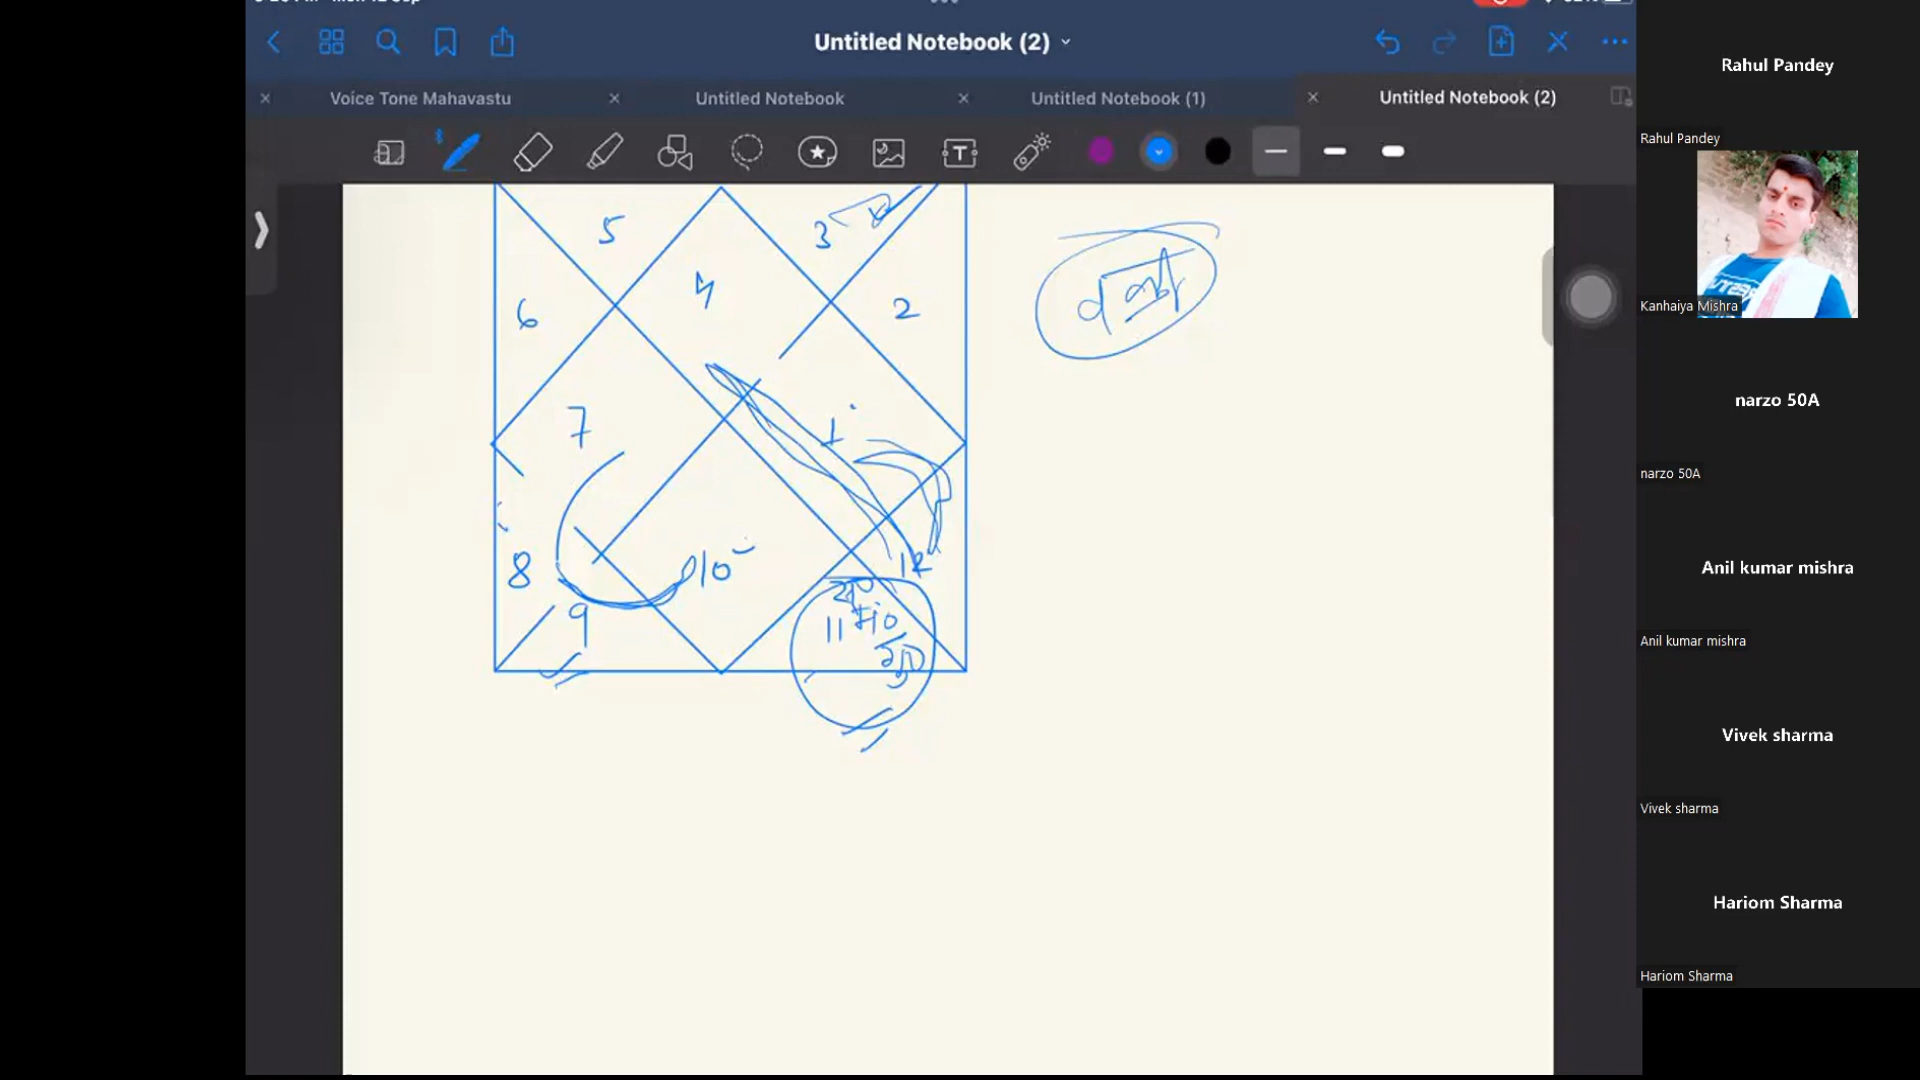 Untitled Notebook (2)
Voice Tone Mahavastu
Untitled Notebook
Untitled Notebook (1)
Untitled Notebook (2)
T
5
3
4
6
2
7
1
8
10
12
9
11
Rahul Pandey
Rahul Pandey
Kanhaiya Mishra
narzo 50A
narzo 50A
Anil kumar mishra
Anil kumar mishra
Vivek sharma
Vivek sharma
Hariom Sharma
Hariom Sharma